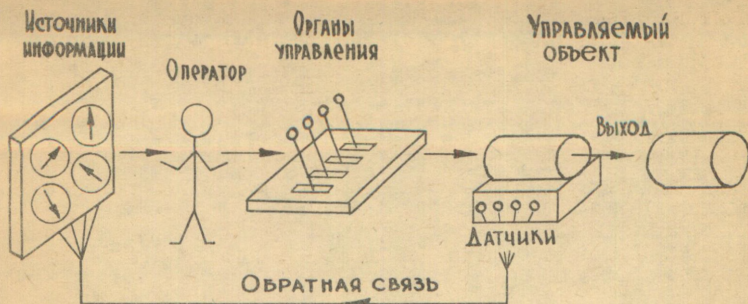 Источники
информации
Оператор
Органы
управления
Управляемый
объект
Выход
Датчики
Обратная связь